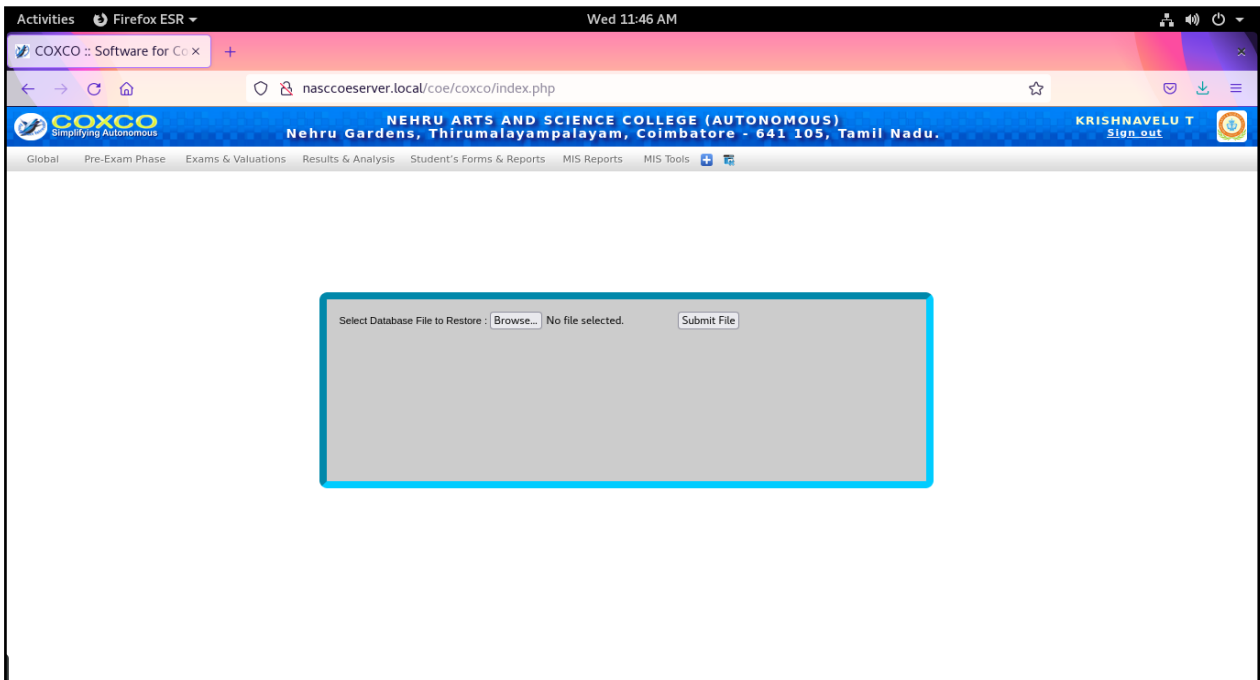 Activities Firefox ESR Wed 11:46 AM
COXCO :: Software for Co
nasccoeserver.local/coe/coxco/index.php
COXCO
Simplifying Autonomous
NEHRU ARTS AND SCIENCE COLLEGE (AUTONOMOUS)
Nehru Gardens, Thirumalayampalayam, Coimbatore - 641 105, Tamil Nadu.
KRISHNAVELU T
Sign out
Global Pre-Exam Phase Exams & Valuations Results & Analysis Student's Forms & Reports MIS Reports MIS Tools
Select Database File to Restore : Browse... No file selected. Submit File